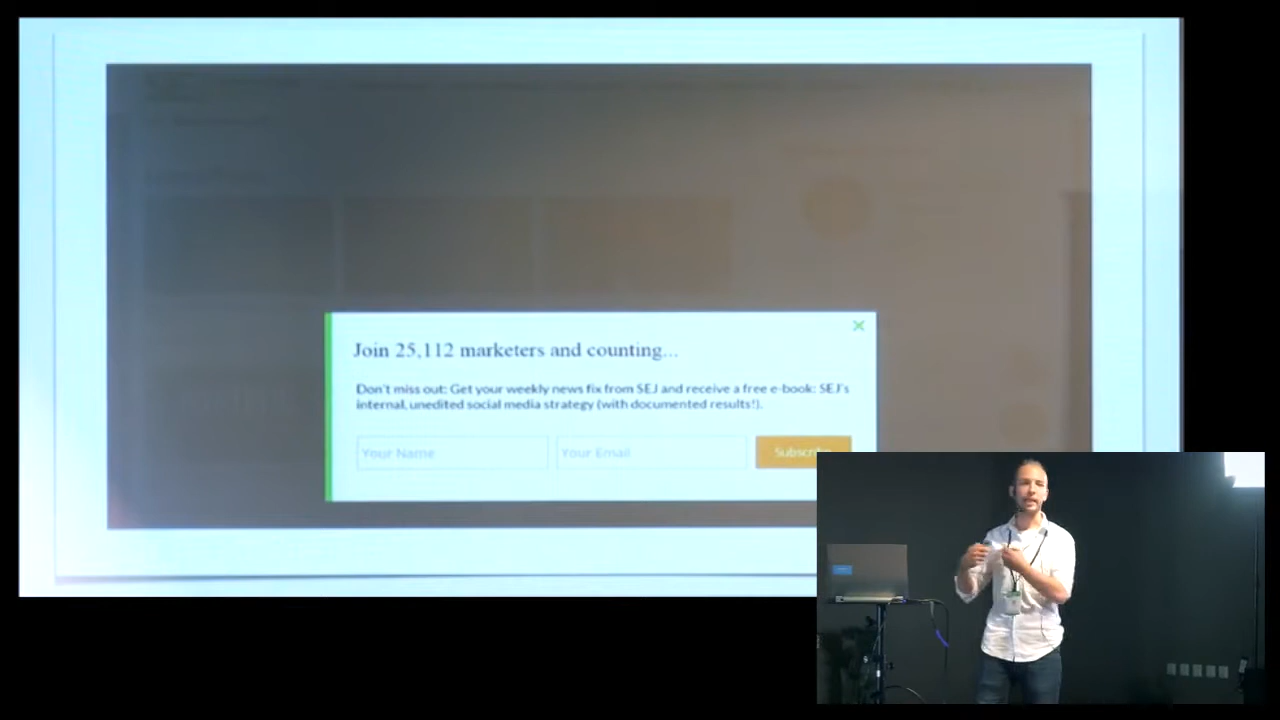 Join 25,112 marketers and counting...
Don't miss out: Get your weekly news fix from SEJ and receive a free e-book: SEJ's
internal, unedited social media strategy (with documented results!).
Your Name
Your Email
Subscribe